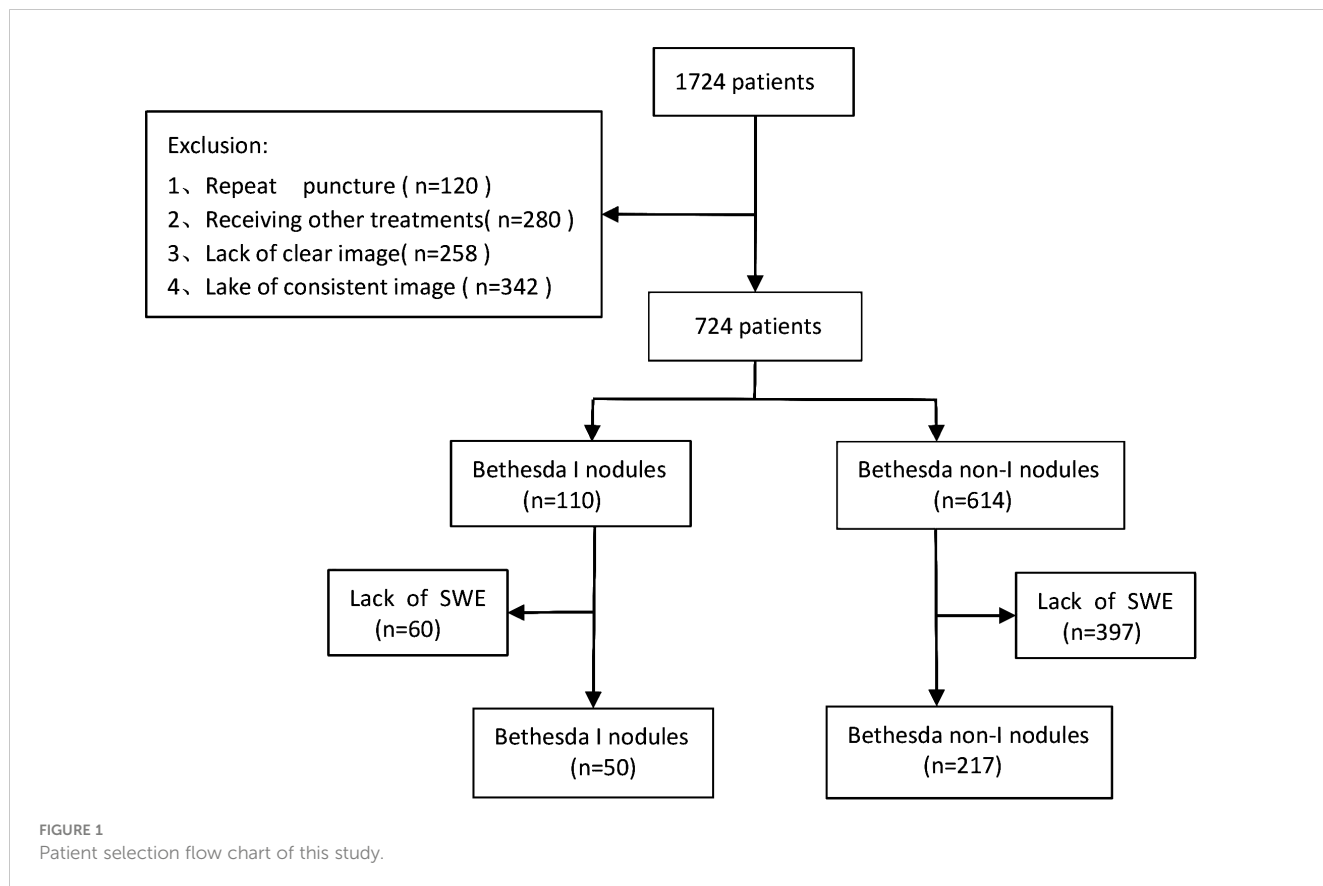 1724 patients
Exclusion:
1、Repeat puncture ( n=120 )
2、Receiving other treatments( n=280 )
3、Lack of clear image( n=258 )
4、Lake of consistent image ( n=342 )
724 patients
Bethesda I nodules
(n=110)
Bethesda non-I nodules
(n=614)
Lack of SWE
(n=60)
Lack of SWE
(n=397)
Bethesda I nodules
(n=50)
Bethesda non-I nodules
(n=217)
FIGURE 1
Patient selection flow chart of this study.